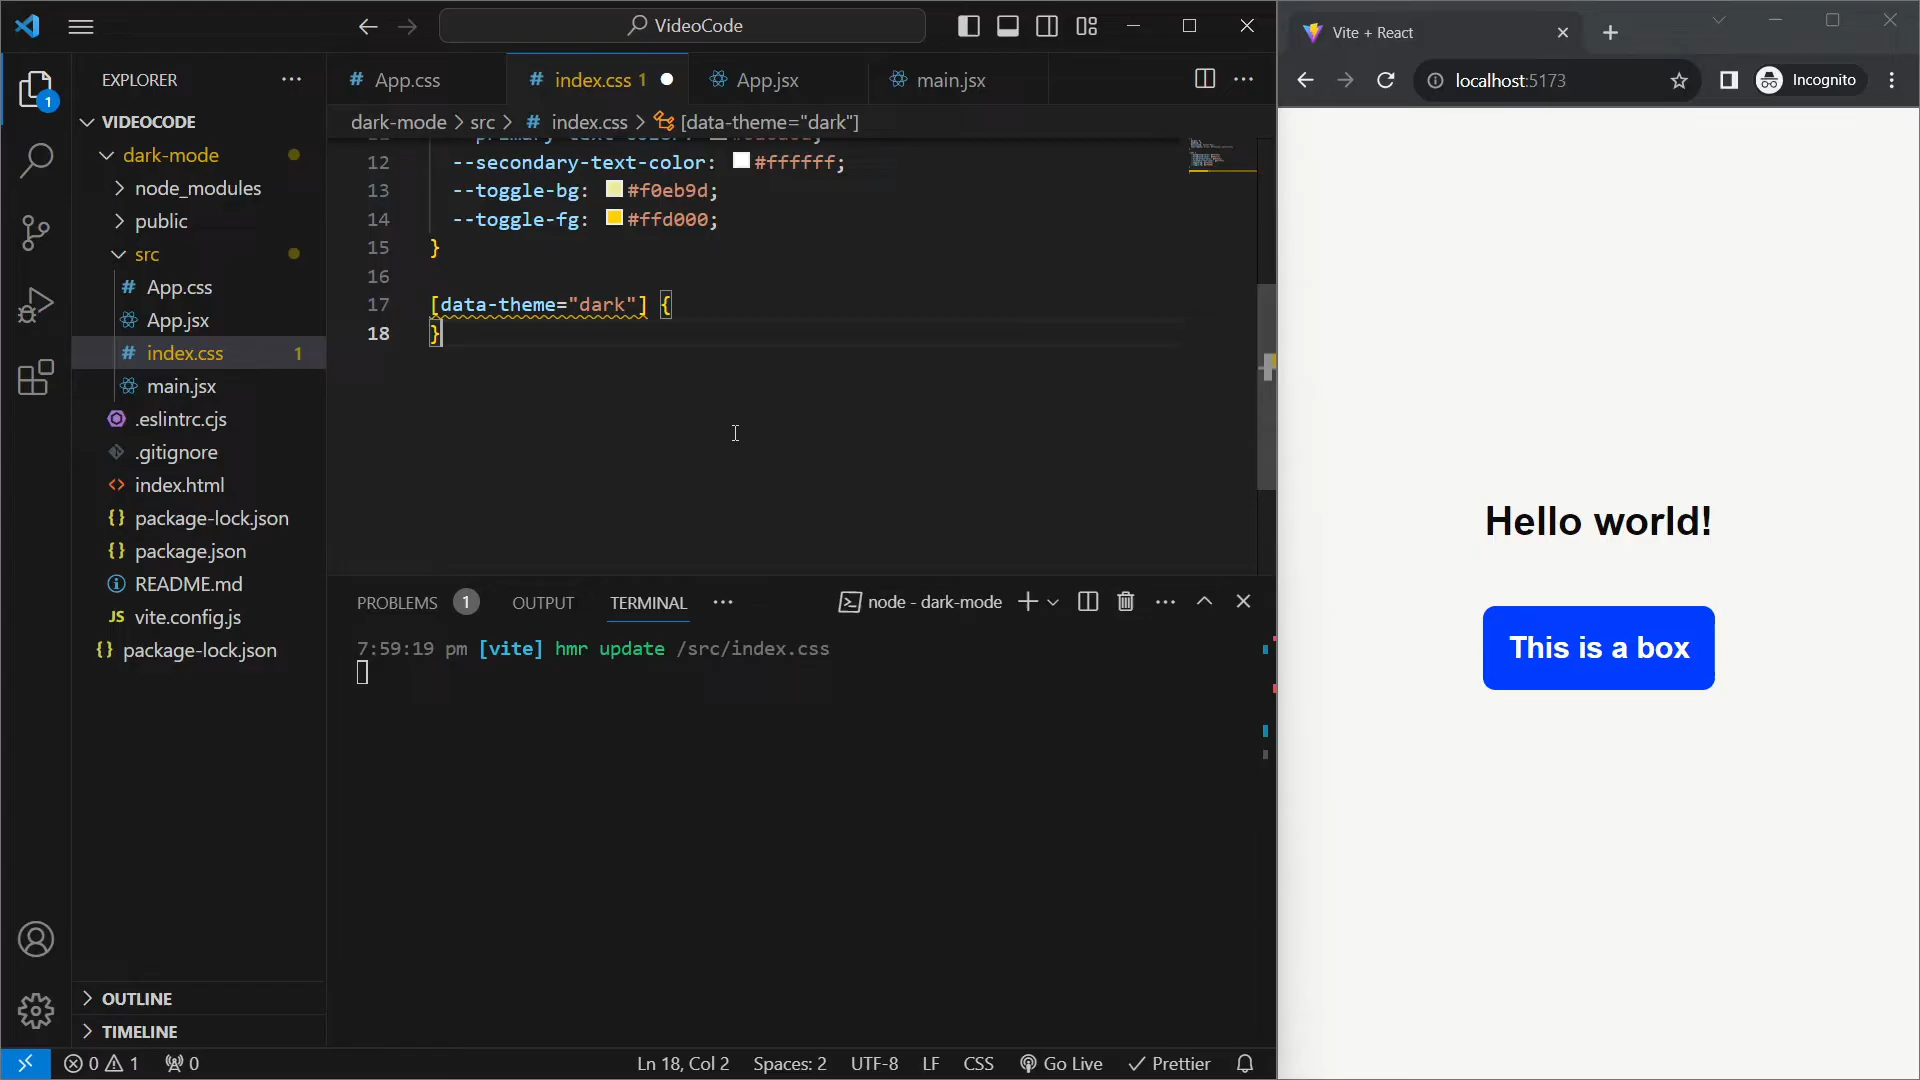 VideoCode
EXPLORER
VIDEOCODE
dark-mode
node_modules
public
src
App.css
App.jsx
index.css 1
main.jsx
.eslintrc.cjs
.gitignore
index.html
package-lock.json
package.json
README.md
vite.config.js
package-lock.json
OUTLINE
TIMELINE
1
App.css
index.css 1
App.jsx
main.jsx
dark-mode > src > # index.css > [data-theme="dark"]
12 --secondary-text-color: #ffffff;
13 --toggle-bg: #f0eb9d;
14 --toggle-fg: #ffd000;
15 }
16
17 [data-theme="dark"] {
18 }
PROBLEMS 1 OUTPUT TERMINAL node - dark-mode
7:59:19 pm [vite] hmr update /src/index.css
0 1 0 Ln 18, Col 2 Spaces: 2 UTF-8 LF CSS Go Live Prettier
Vite + React
localhost:5173
Incognito
Hello world!
This is a box